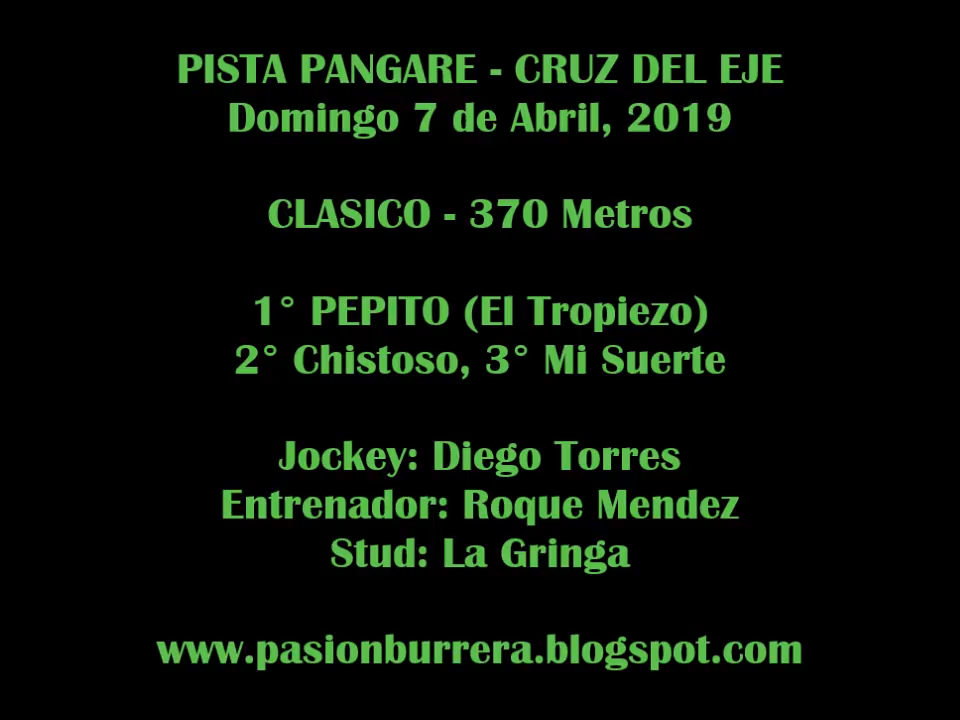 PISTA PANGARE - CRUZ DEL EJE
Domingo 7 de Abril, 2019
CLASICO - 370 Metros
1° PEPITO (El Tropiezo)
2° Chistoso, 3° Mi Suerte
Jockey: Diego Torres
Entrenador: Roque Mendez
Stud: La Gringa
www.pasionburrera.blogspot.com